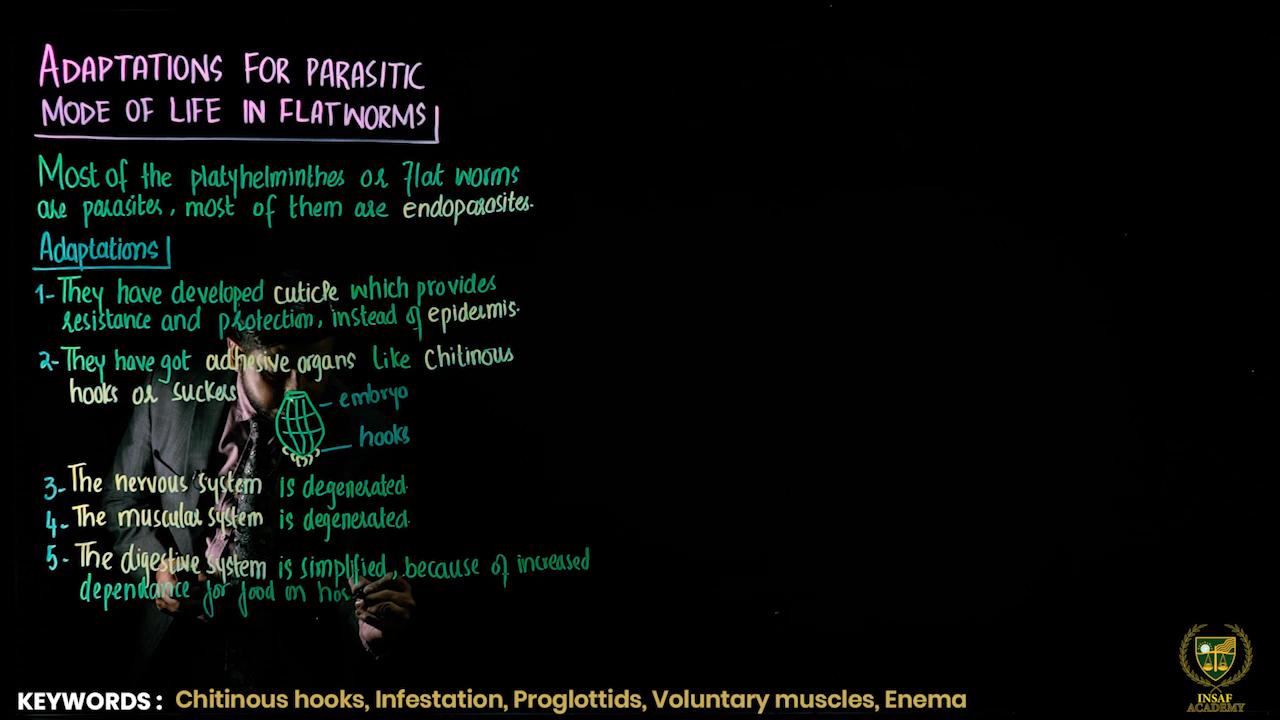 ADAPTATIONS FOR PARASITIC
MODE OF LIFE IN FLATWORMS
Most of the platyhelminthes or flat worms
are parasites, most of them are endoparasites.
Adaptations
1- They have developed cuticle which provides
resistance and protection, instead of epidermis.
2- They have got adhesive organs like chitinous
hooks or suckers
embryo
hooks
3- The nervous system is degenerated.
4- The muscular system is degenerated.
5- The digestive system is simplified, because of increased
dependance for food on hos
KEYWORDS : Chitinous hooks, Infestation, Proglottids, Voluntary muscles, Enema
INSAF
ACADEMY